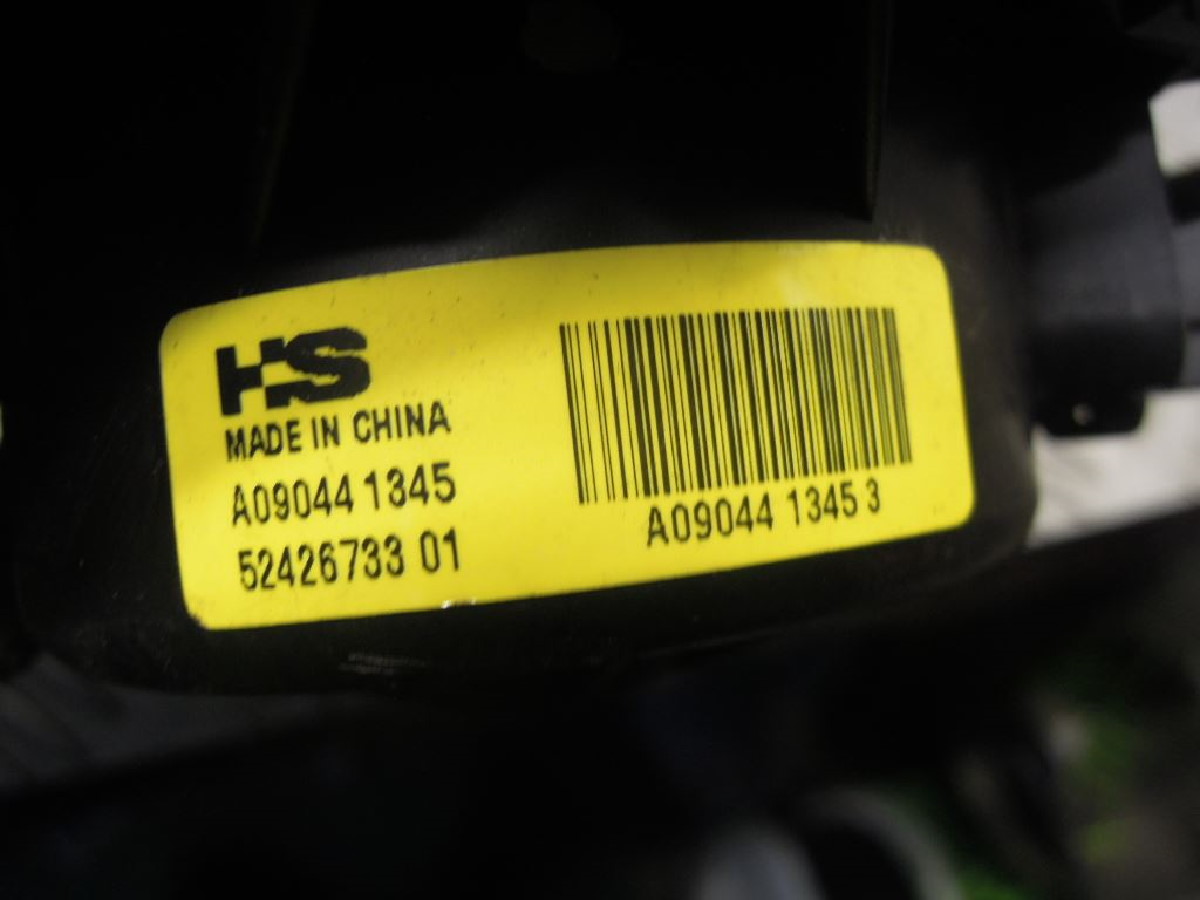 HS
MADE IN CHINA
A09044 1345
52426733 01
A09044 1345 3